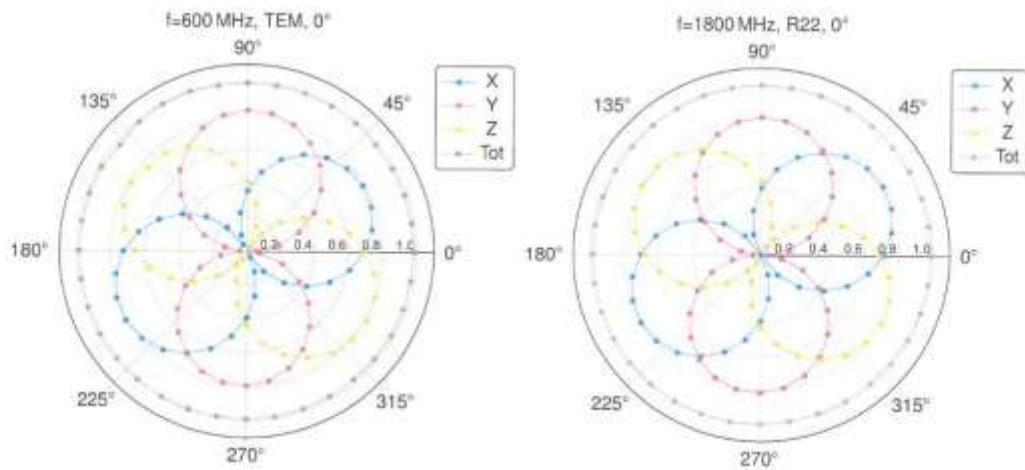 f=600 MHz, TEM, 0°
90°
135°
45°
180°
0.2 0.4 0.6 0.8 1.0
0°
225°
315°
270°
X
Y
Z
Tot
f=1800 MHz, R22, 0°
90°
135°
45°
180°
0.2 0.4 0.6 0.8 1.0
0°
225°
315°
270°
X
Y
Z
Tot